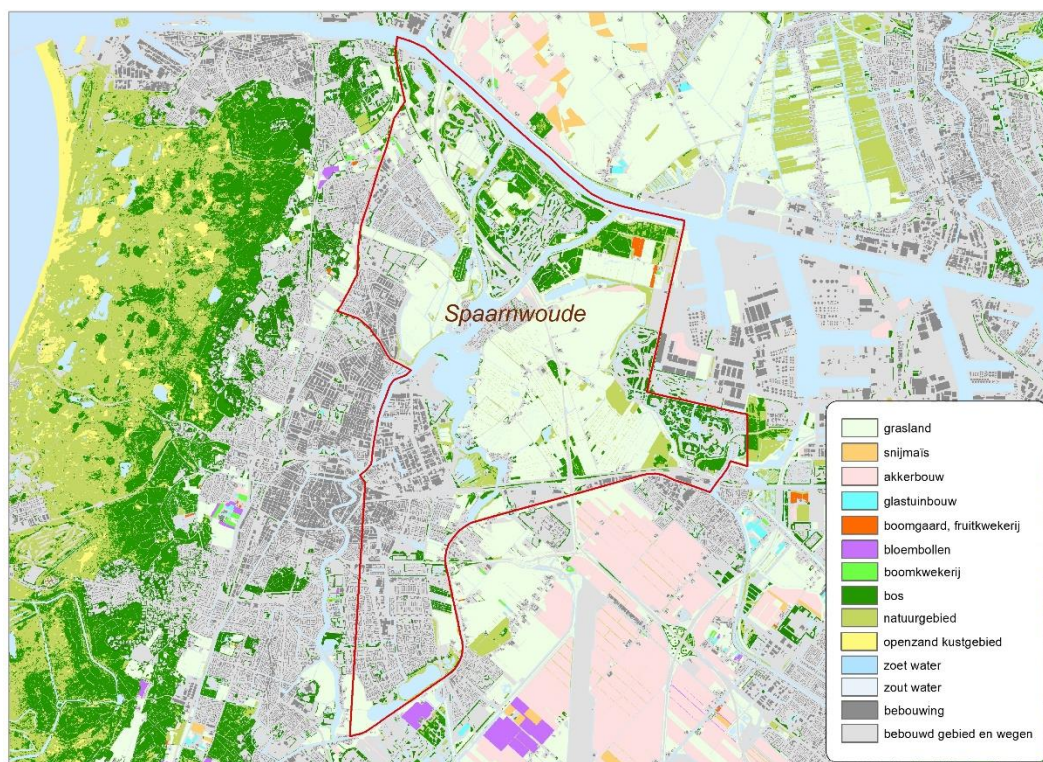 Spaarnwoude
grasland
snijmaïs
akkerbouw
glastuinbouw
boomgaard, fruitkwekerij
bloembollen
boomkwekerij
bos
natuurgebied
openzand kustgebied
zoet water
zout water
bebouwing
bebouwd gebied en wegen